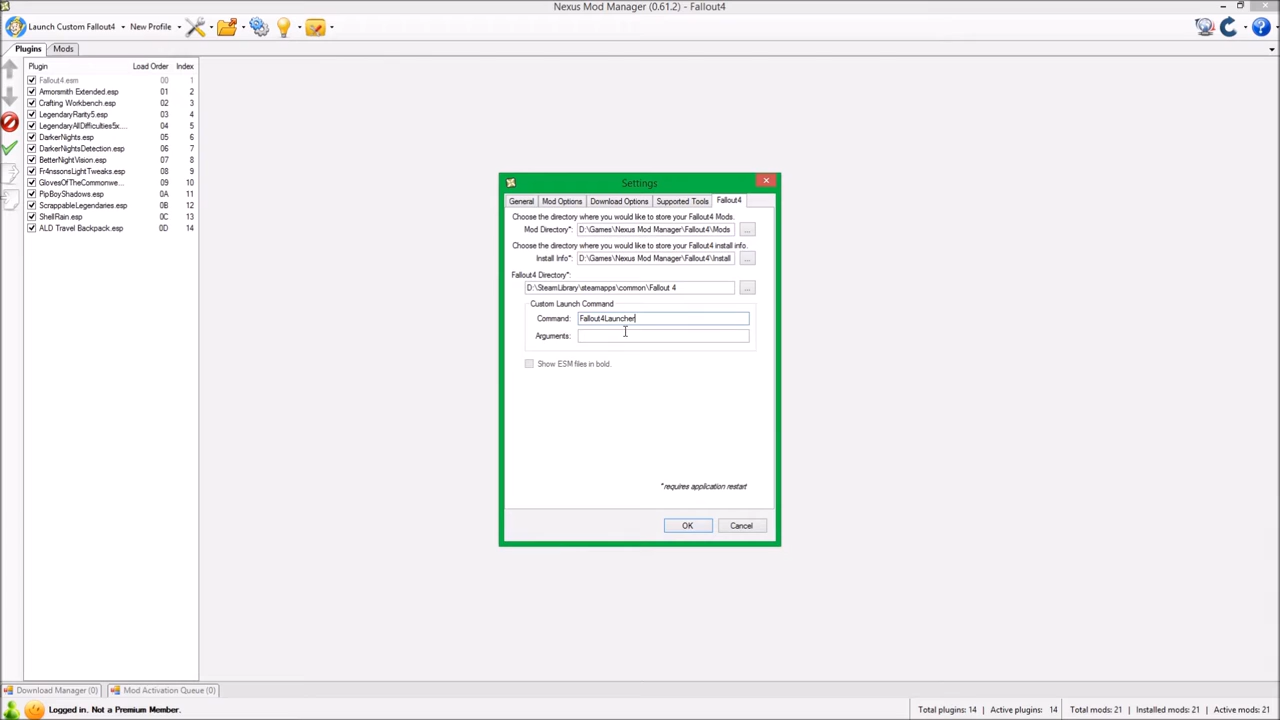 Nexus Mod Manager (0.61.2) - Fallout4
Launch Custom Fallout4
New Profile
Plugins
Mods
Plugin Load Order Index
Fallout4.esm 00 1
Armorsmith Extended.esp 01 2
Crafting Workbench.esp 02 3
LegendaryRarity5.esp 03 4
LegendaryAllDifficulties5x.... 04 5
DarkerNights.esp 05 6
DarkerNightsDetection.esp 06 7
BetterNightVision.esp 07 8
Fr4nssonsLightTweaks.esp 08 9
GlovesOfTheCommonwe... 09 10
PipBoyShadows.esp 0A 11
ScrappableLegendaries.esp 0B 12
ShellRain.esp 0C 13
ALD Travel Backpack.esp 0D 14
Settings
General
Mod Options
Download Options
Supported Tools
Fallout4
Choose the directory where you would like to store your Fallout4 Mods.
Mod Directory*: D:\Games\Nexus Mod Manager\Fallout4\Mods ...
Choose the directory where you would like to store your Fallout4 install info.
Install Info*: D:\Games\Nexus Mod Manager\Fallout4\Install ...
Fallout4 Directory*:
D:\SteamLibrary\steamapps\common\Fallout 4 ...
Custom Launch Command
Command: Fallout4Launcher
Arguments:
Show ESM files in bold.
*requires application restart
OK
Cancel
Download Manager (0)
Mod Activation Queue (0)
Logged in. Not a Premium Member.
Total plugins: 14 | Active plugins: 14 | Total mods: 21 | Installed mods: 21 | Active mods: 21